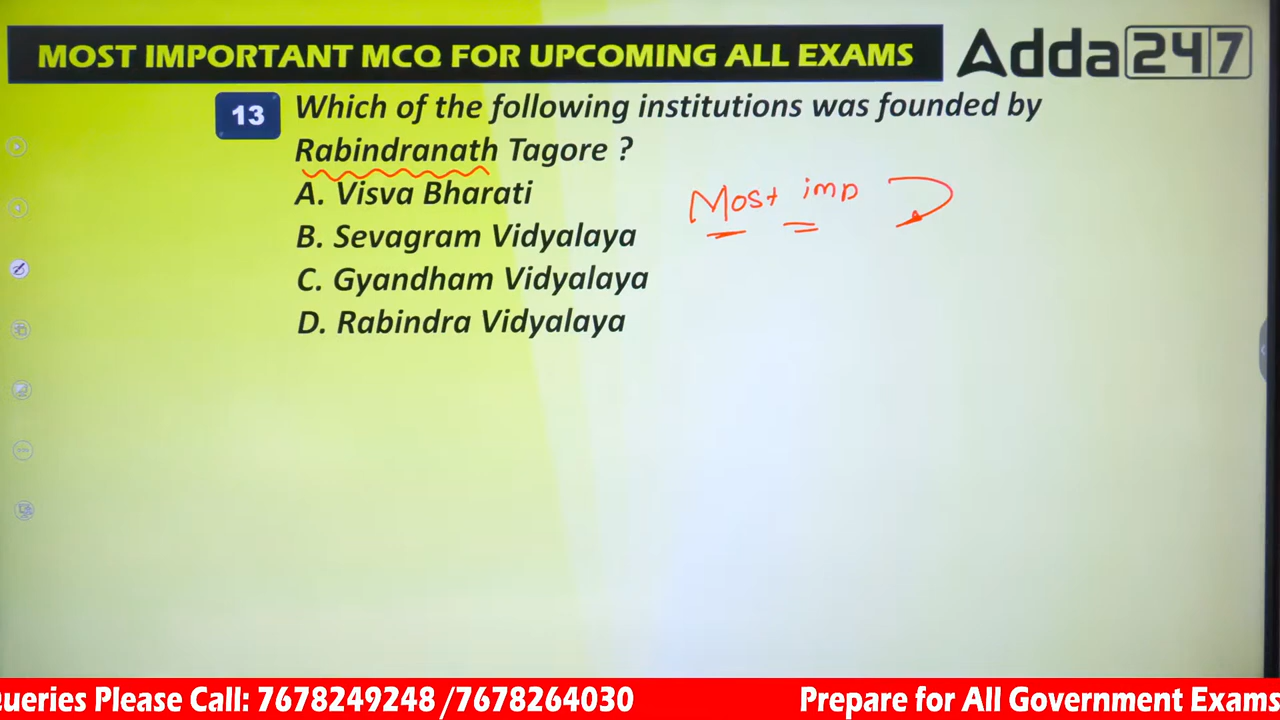 MOST IMPORTANT MCQ FOR UPCOMING ALL EXAMS
Adda247
13 Which of the following institutions was founded by
Rabindranath Tagore ?
A. Visva Bharati
Most imp
B. Sevagram Vidyalaya
C. Gyandham Vidyalaya
D. Rabindra Vidyalaya
ueries Please Call: 7678249248 /7678264030 Prepare for All Government Exams